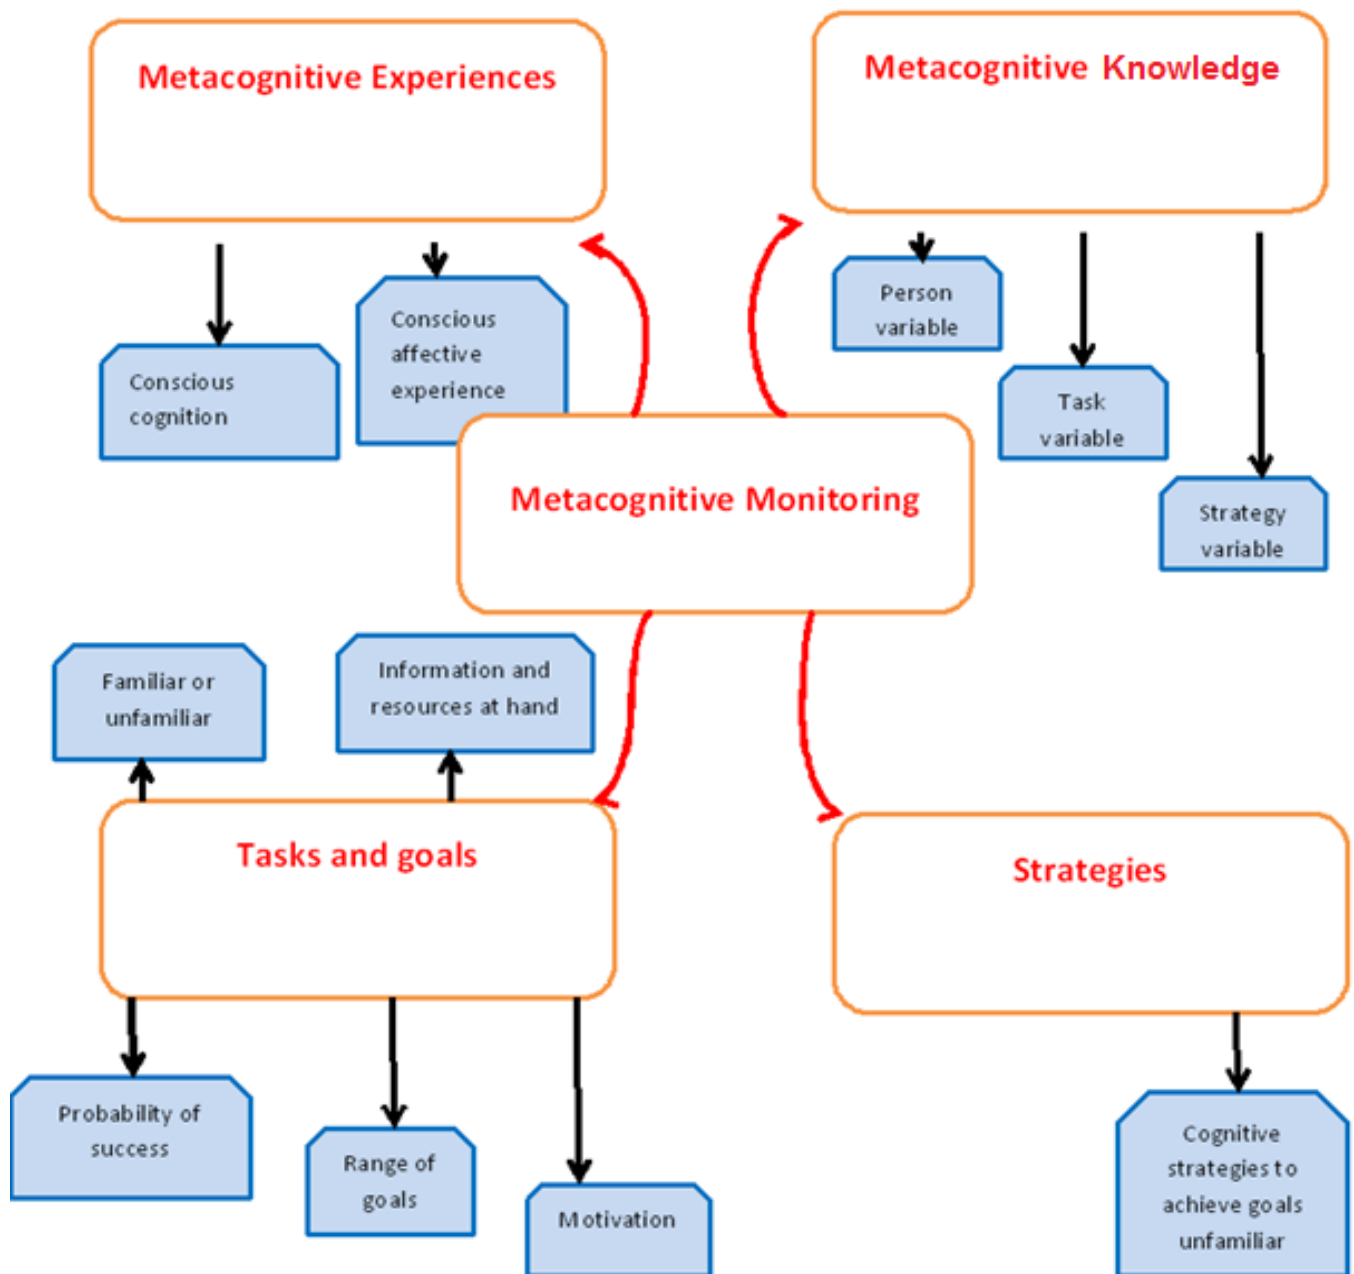 Metacognitive Experiences
Metacognitive Knowledge
Person
variable
Conscious
affective
experience
Conscious
cognition
Task
variable
Strategy
variable
Metacognitive Monitoring
Familiar or
unfamiliar
Information and
resources at hand
Tasks and goals
Strategies
Probability of
success
Range of
goals
Motivation
Cognitive
strategies to
achieve goals
unfamiliar